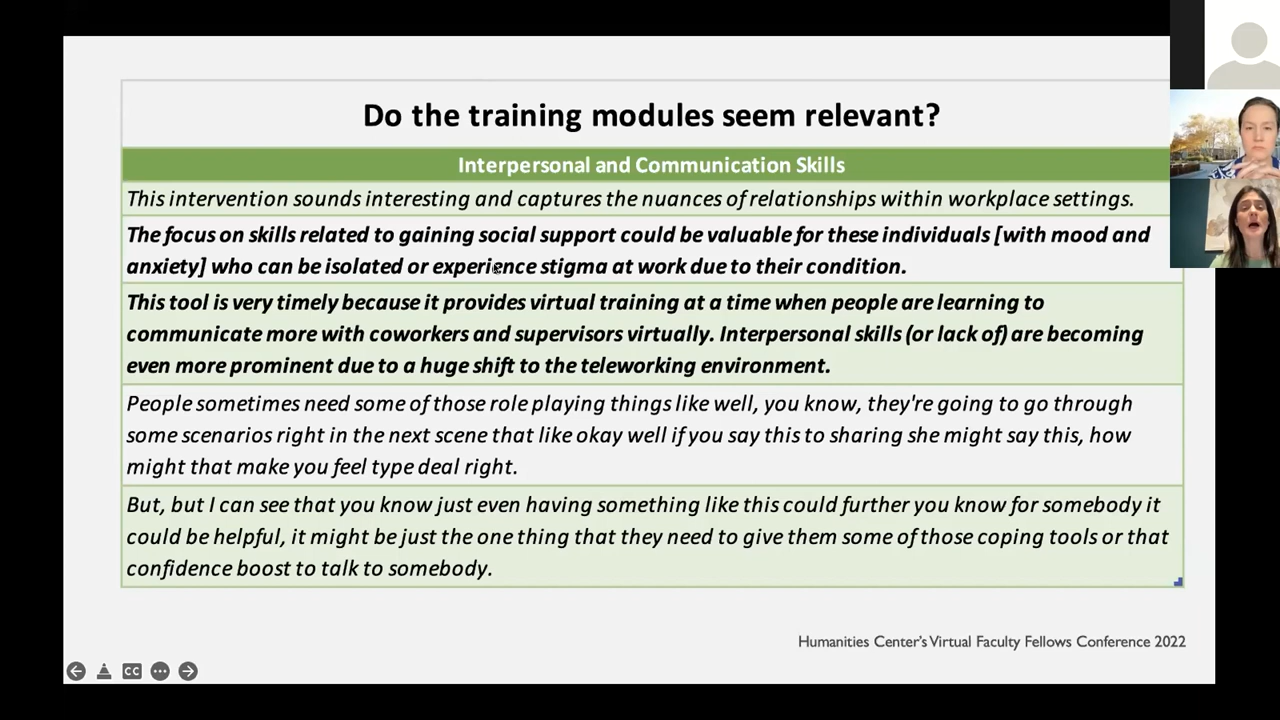 Do the training modules seem relevant?
Interpersonal and Communication Skills
This intervention sounds interesting and captures the nuances of relationships within workplace settings.
The focus on skills related to gaining social support could be valuable for these individuals [with mood and
anxiety] who can be isolated or experience stigma at work due to their condition.
This tool is very timely because it provides virtual training at a time when people are learning to
communicate more with coworkers and supervisors virtually. Interpersonal skills (or lack of) are becoming
even more prominent due to a huge shift to the teleworking environment.
People sometimes need some of those role playing things like well, you know, they're going to go through
some scenarios right in the next scene that like okay well if you say this to sharing she might say this, how
might that make you feel type deal right.
But, but I can see that you know just even having something like this could further you know for somebody it
could be helpful, it might be just the one thing that they need to give them some of those coping tools or that
confidence boost to talk to somebody.
Humanities Center's Virtual Faculty Fellows Conference 2022
CC